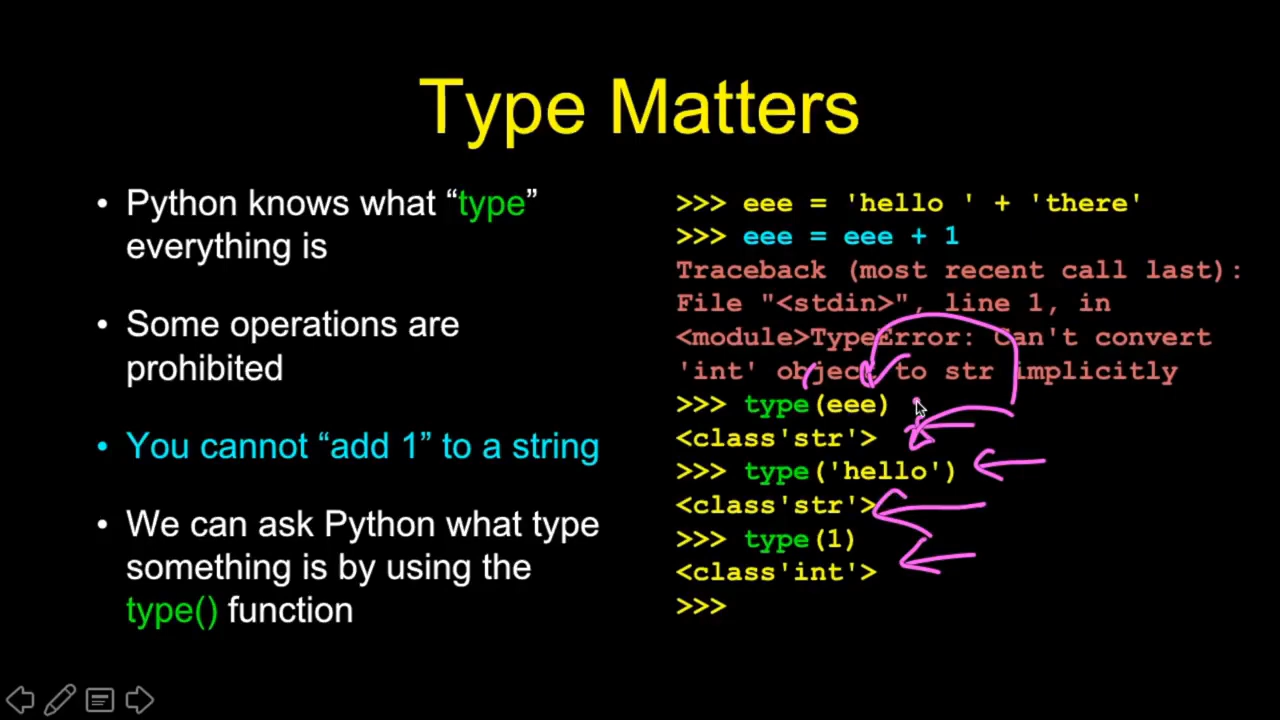 Type Matters
• Python knows what “type”
everything is
• Some operations are
prohibited
• You cannot “add 1” to a string
• We can ask Python what type
something is by using the
type() function
>>> eee = 'hello ' + 'there'
>>> eee = eee + 1
Traceback (most recent call last):
File "<stdin>", line 1, in
<module>TypeError: Can't convert
'int' object to str implicitly
>>> type(eee)
<class'str'>
>>> type('hello')
<class'str'>
>>> type(1)
<class'int'>
>>>